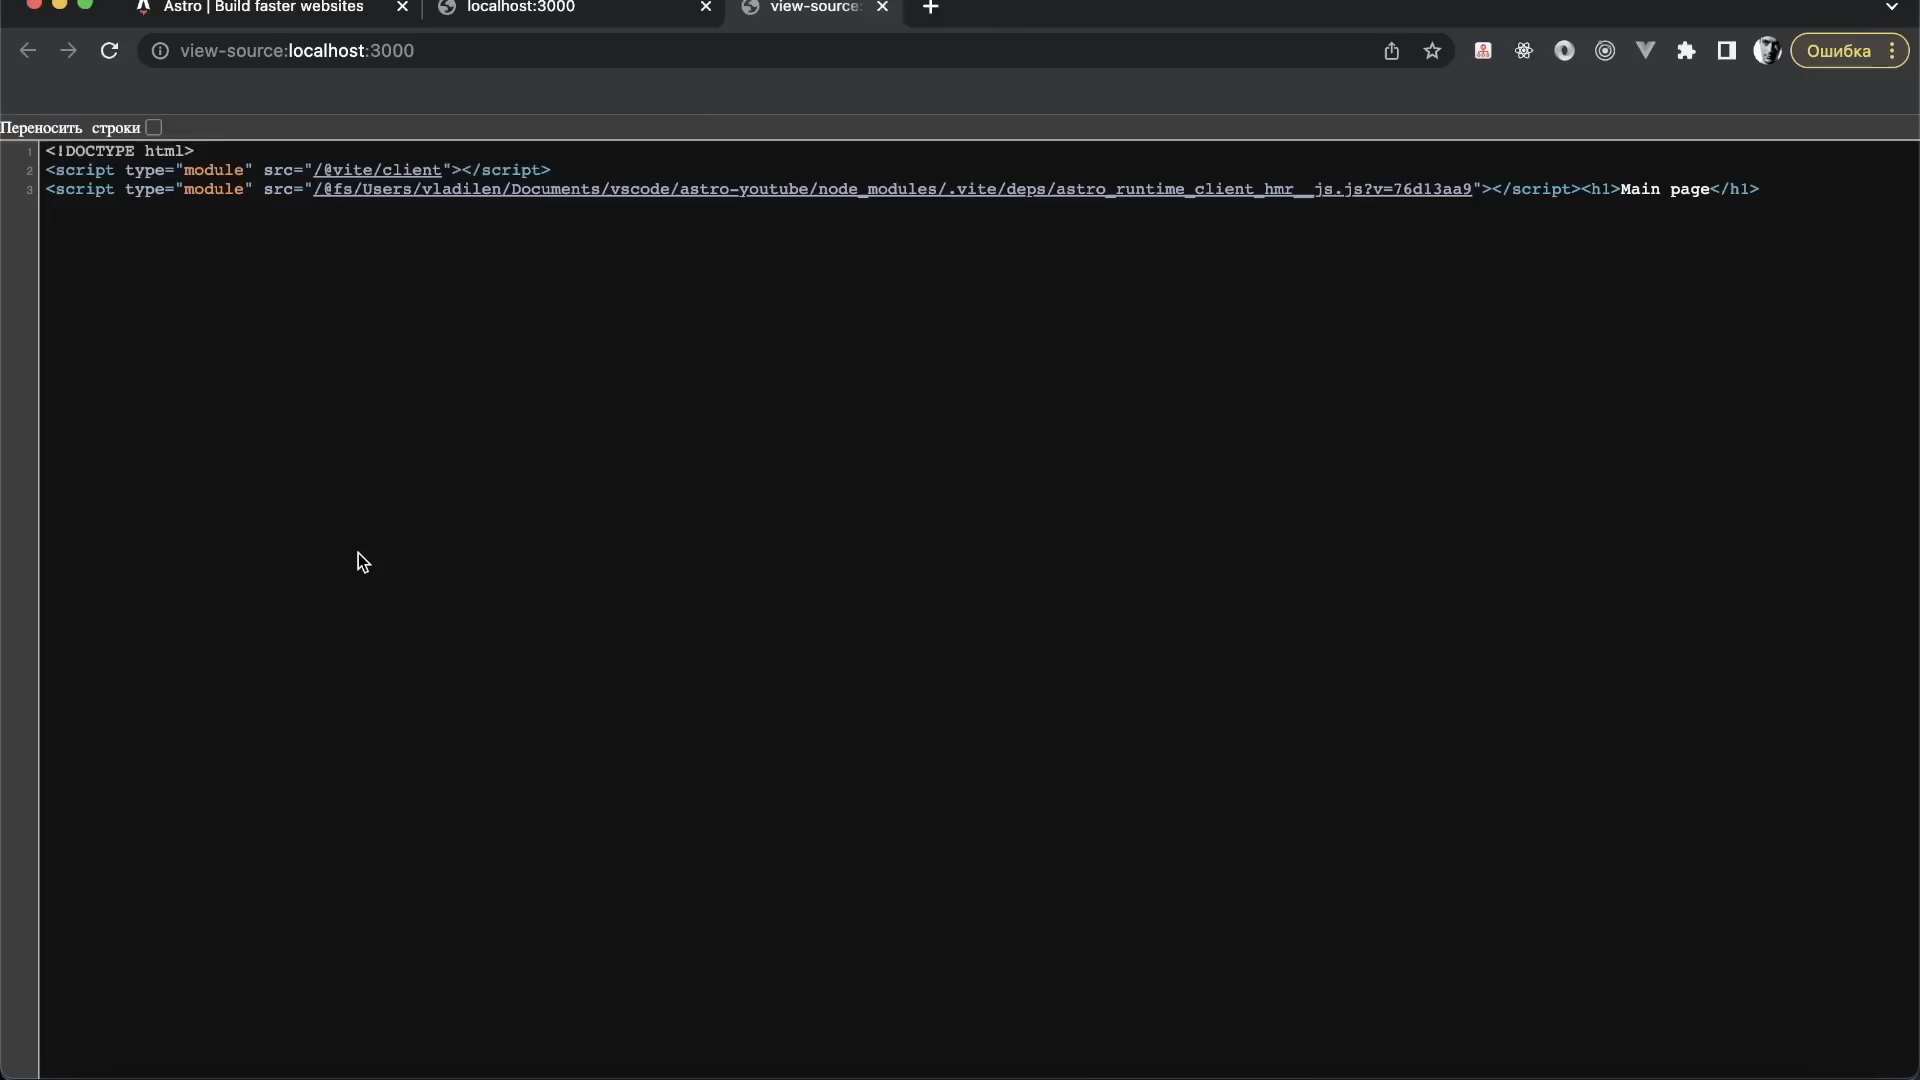 Astro | Build faster websites
localhost:3000
view-source:
view-source:localhost:3000
Ошибка
Переносить строки
1 <!DOCTYPE html>
2 <script type="module" src="/@vite/client"></script>
3 <script type="module" src="/@fs/Users/vladilen/Documents/vscode/astro-youtube/node_modules/.vite/deps/astro_runtime_client_hmr__js.js?v=76d13aa9"></script><h1>Main page</h1>